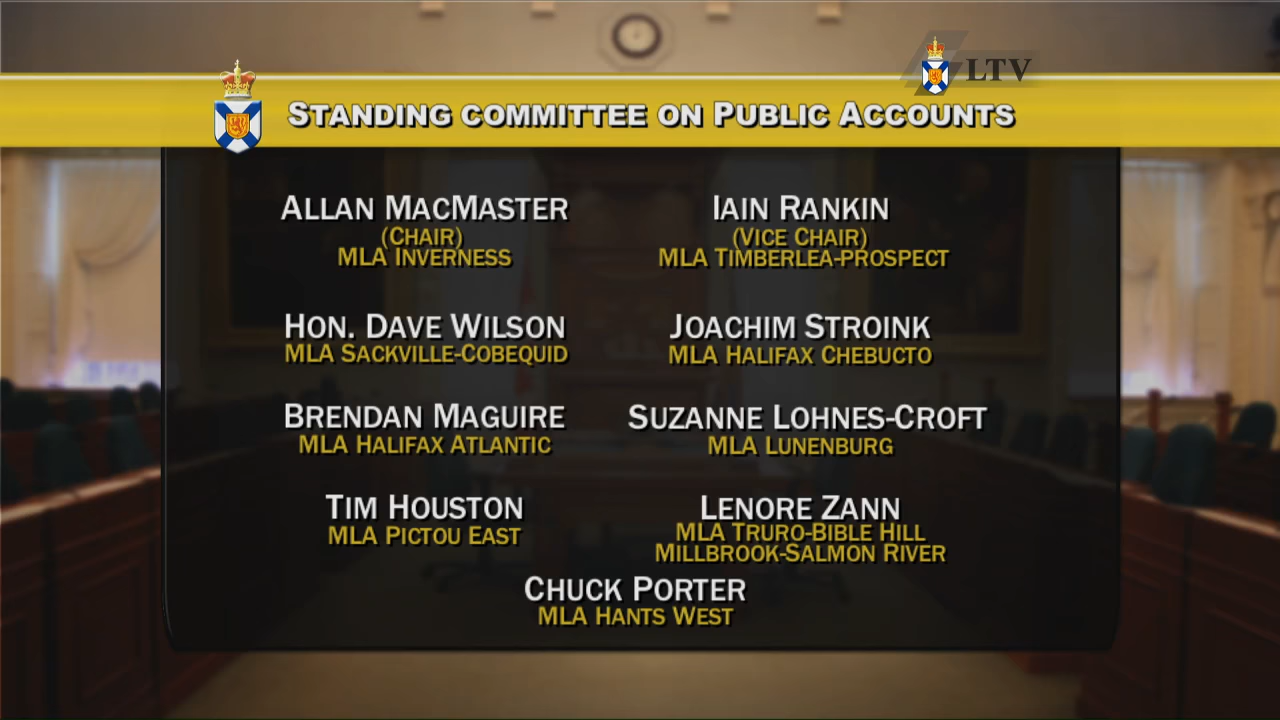 LTV
STANDING COMMITTEE ON PUBLIC ACCOUNTS
ALLAN MACMASTER
(CHAIR)
MLA INVERNESS
IAIN RANKIN
(VICE CHAIR)
MLA TIMBERLEA-PROSPECT
HON. DAVE WILSON
MLA SACKVILLE-COBEQUID
JOACHIM STROINK
MLA HALIFAX CHEBUCTO
BRENDAN MAGUIRE
MLA HALIFAX ATLANTIC
SUZANNE LOHNES-CROFT
MLA LUNENBURG
TIM HOUSTON
MLA PICTOU EAST
LENORE ZANN
MLA TRURO-BIBLE HILL
MILLBROOK-SALMON RIVER
CHUCK PORTER
MLA HANTS WEST